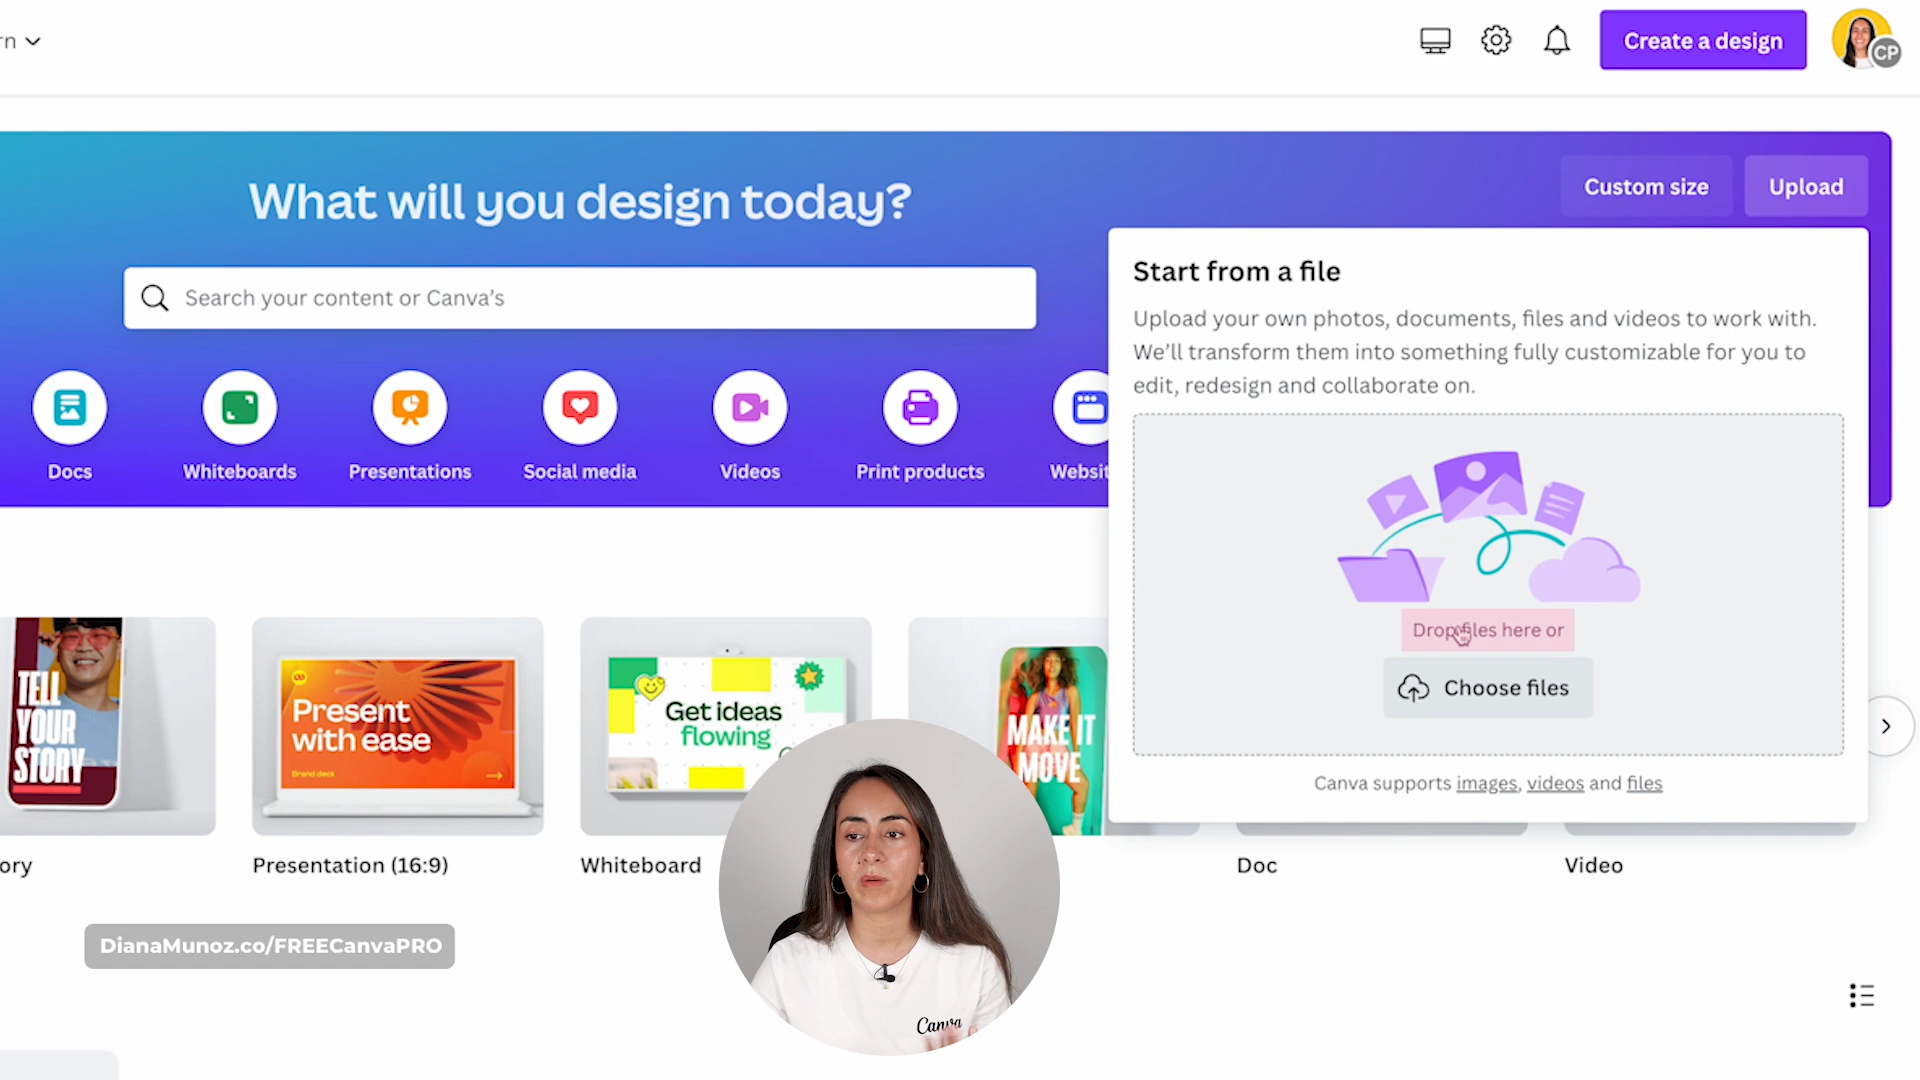 rn
Create a design
CP
What will you design today?
Custom size
Upload
Search your content or Canva's
Start from a file
Upload your own photos, documents, files and videos to work with.
We'll transform them into something fully customizable for you to
edit, redesign and collaborate on.
Docs
Whiteboards
Presentations
Social media
Videos
Print products
Websit
Drop files here or
Choose files
Canva supports images, videos and files
TELL
YOUR
STORY
Present
with ease
Brand deck
Get ideas
flowing
MAKE IT
MOVE
ory
Presentation (16:9)
Whiteboard
Doc
Video
DianaMunoz.co/FREECanvaPRO
Canva